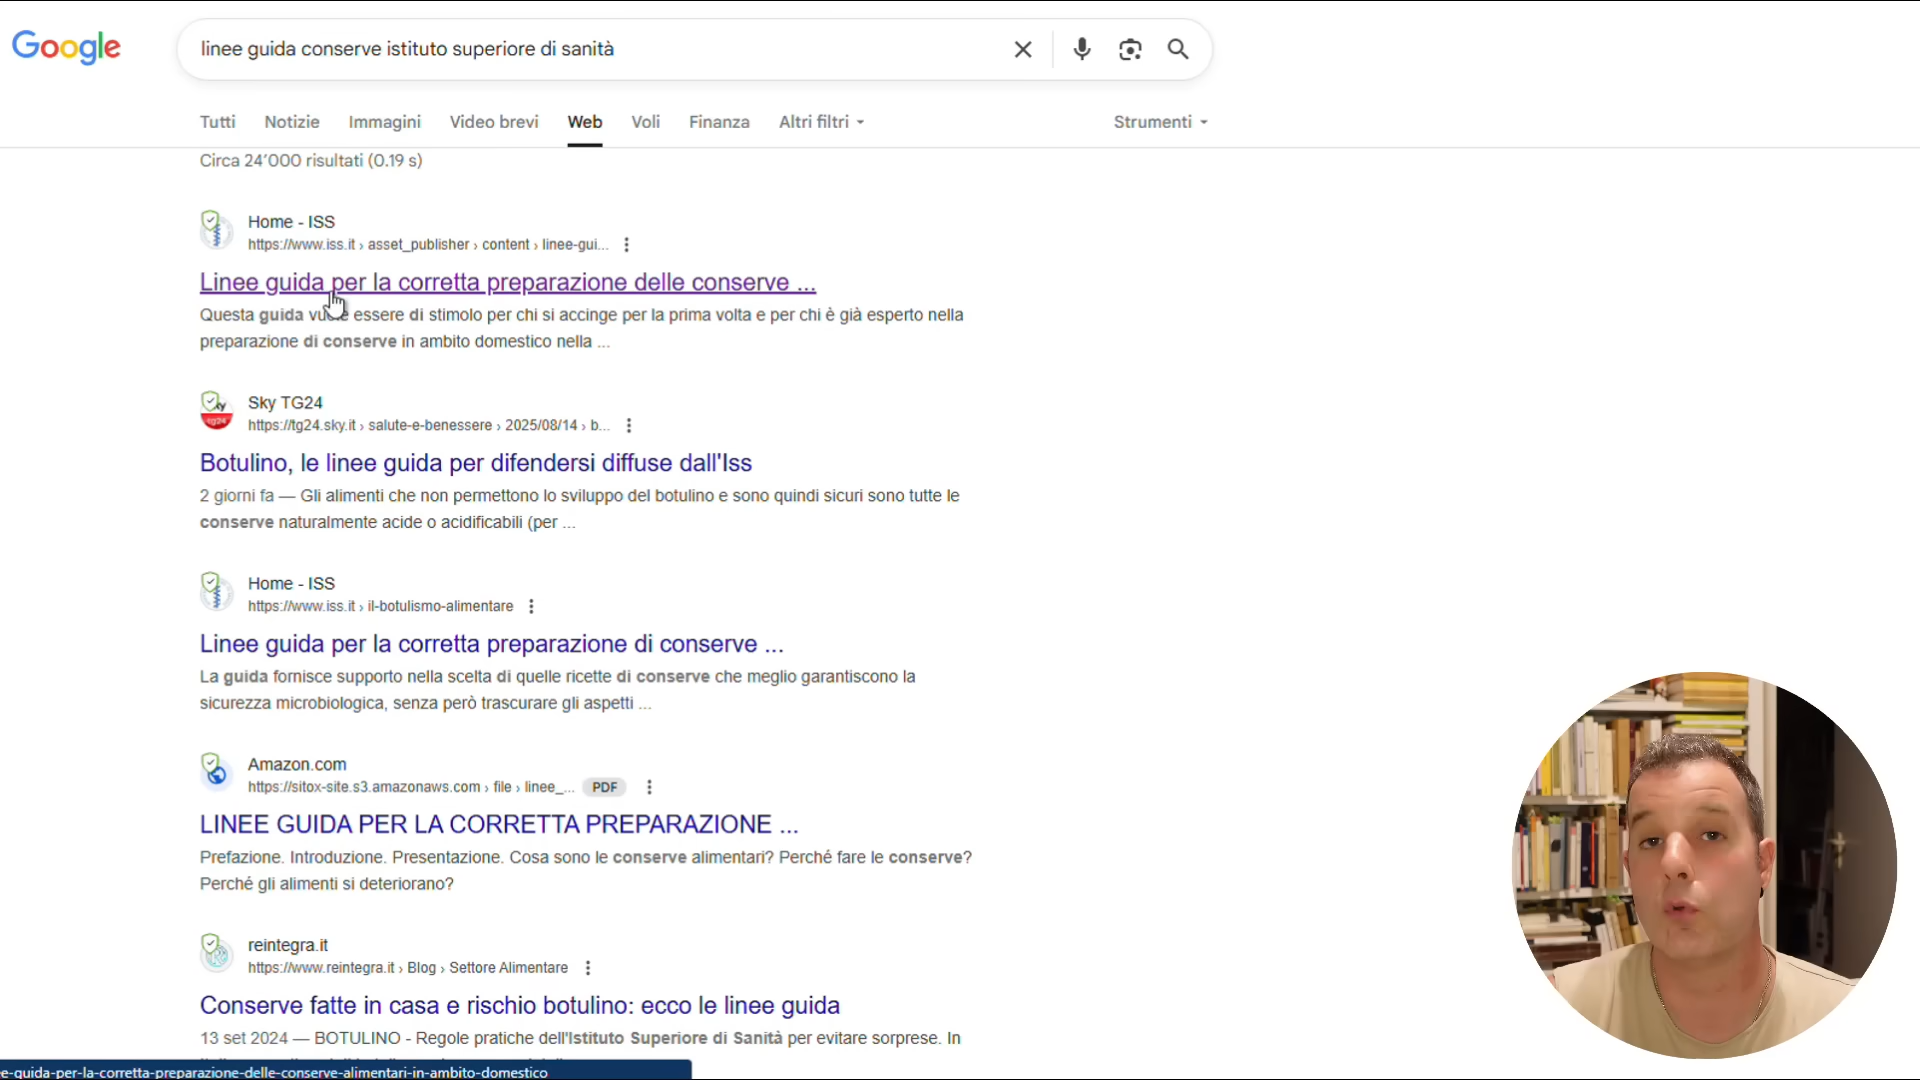 Google
linee guida conserve istituto superiore di sanità
Tutti Notizie Immagini Video brevi Web Voli Finanza Altri filtri Strumenti
Circa 24'000 risultati (0.19 s)
Home - ISS
https://www.iss.it › asset_publisher › content › linee-gui...
Linee guida per la corretta preparazione delle conserve ...
Questa guida vuole essere di stimolo per chi si accinge per la prima volta e per chi è già esperto nella
preparazione di conserve in ambito domestico nella ...
Sky TG24
https://tg24.sky.it › salute-e-benessere › 2025/08/14 › b...
Botulino, le linee guida per difendersi diffuse dall'Iss
2 giorni fa — Gli alimenti che non permettono lo sviluppo del botulino e sono quindi sicuri sono tutte le
conserve naturalmente acide o acidificabili (per ...
Home - ISS
https://www.iss.it › il-botulismo-alimentare
Linee guida per la corretta preparazione di conserve ...
La guida fornisce supporto nella scelta di quelle ricette di conserve che meglio garantiscono la
sicurezza microbiologica, senza però trascurare gli aspetti ...
Amazon.com
https://sitox-site.s3.amazonaws.com › file › linee_... PDF
LINEE GUIDA PER LA CORRETTA PREPARAZIONE ...
Prefazione. Introduzione. Presentazione. Cosa sono le conserve alimentari? Perché fare le conserve?
Perché gli alimenti si deteriorano?
reintegra.it
https://www.reintegra.it › Blog › Settore Alimentare
Conserve fatte in casa e rischio botulino: ecco le linee guida
13 set 2024 — BOTULINO - Regole pratiche dell'Istituto Superiore di Sanità per evitare sorprese. In
e-guida-per-la-corretta-preparazione-delle-conserve-alimentari-in-ambito-domestico